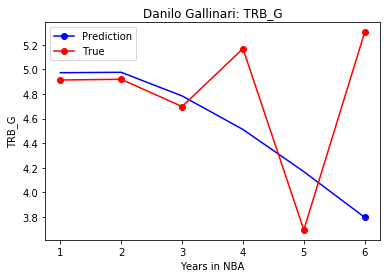 Danilo Gallinari: TRB_G
Prediction
True
5.2
5.0
4.8
4.6
4.4
4.2
4.0
3.8
TRB_G
1 2 3 4 5 6
Years in NBA